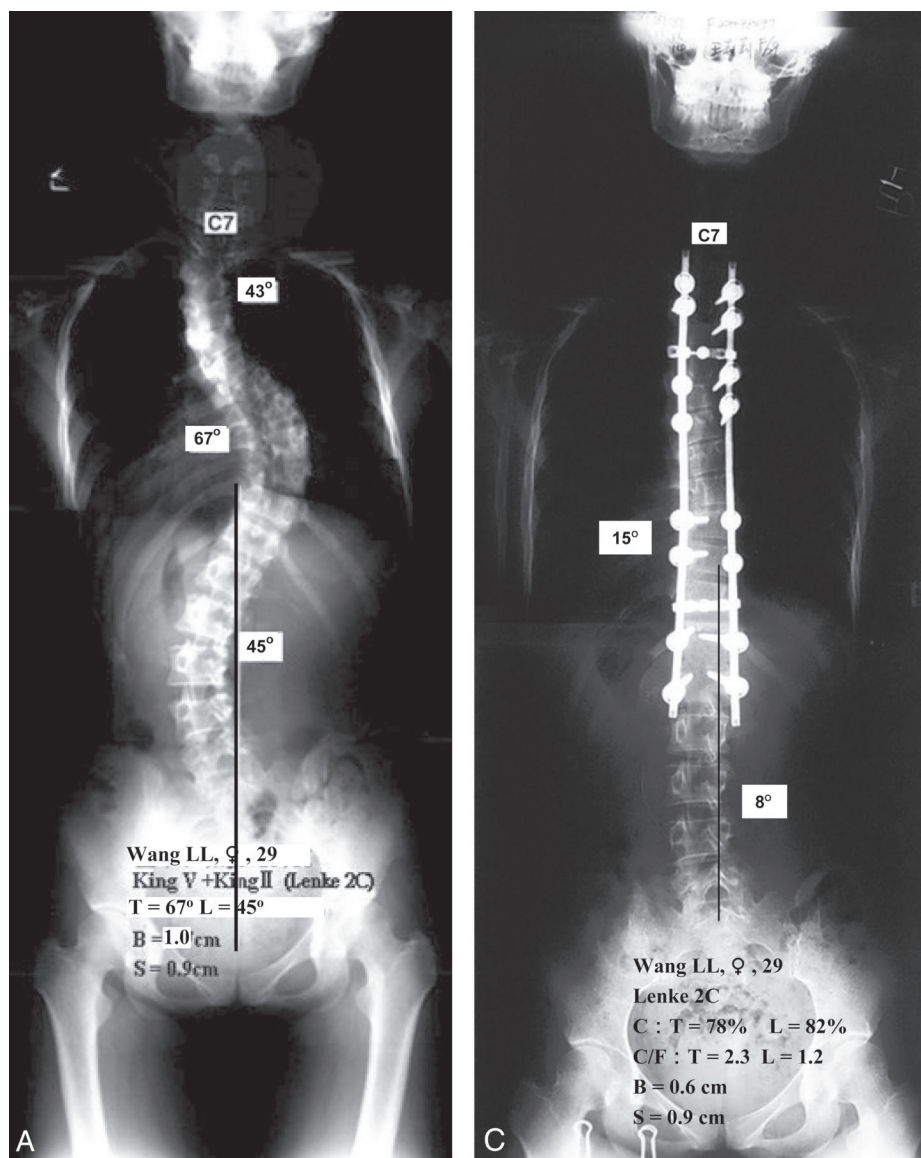 C7
43°
67°
45°
Wang LL, ♀, 29
King V +King II (Lenke 2C)
T = 67° L = 45°
B = 1.0 cm
S = 0.9cm
A
C7
15°
8°
Wang LL, ♀, 29
Lenke 2C
C : T = 78% L = 82%
C/F : T = 2.3 L = 1.2
B = 0.6 cm
S = 0.9 cm
C